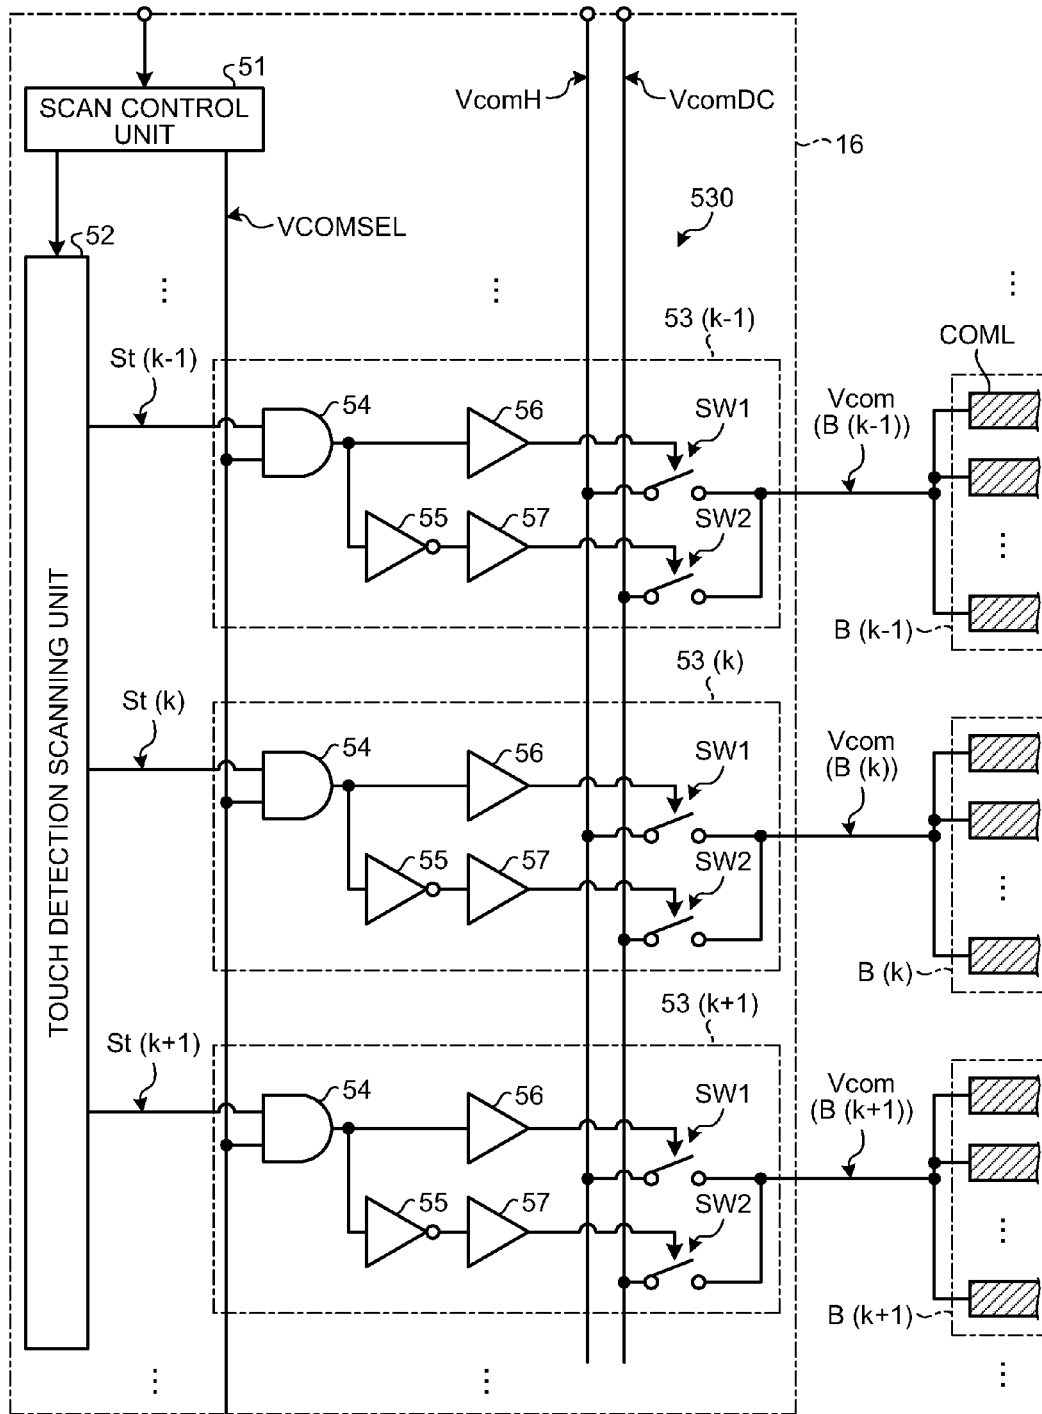 51
SCAN CONTROL
UNIT
VcomH
VcomDC
16
VCOMSEL
530
52
TOUCH DETECTION SCANNING UNIT
⋮
⋮
⋮
53 (k-1)
COML
St (k-1)
54
56
SW1
Vcom
(B (k-1))
55
57
SW2
⋮
B (k-1)
53 (k)
St (k)
54
56
SW1
Vcom
(B (k))
55
57
SW2
⋮
B (k)
53 (k+1)
St (k+1)
54
56
SW1
Vcom
(B (k+1))
55
57
SW2
⋮
B (k+1)
⋮
⋮
⋮